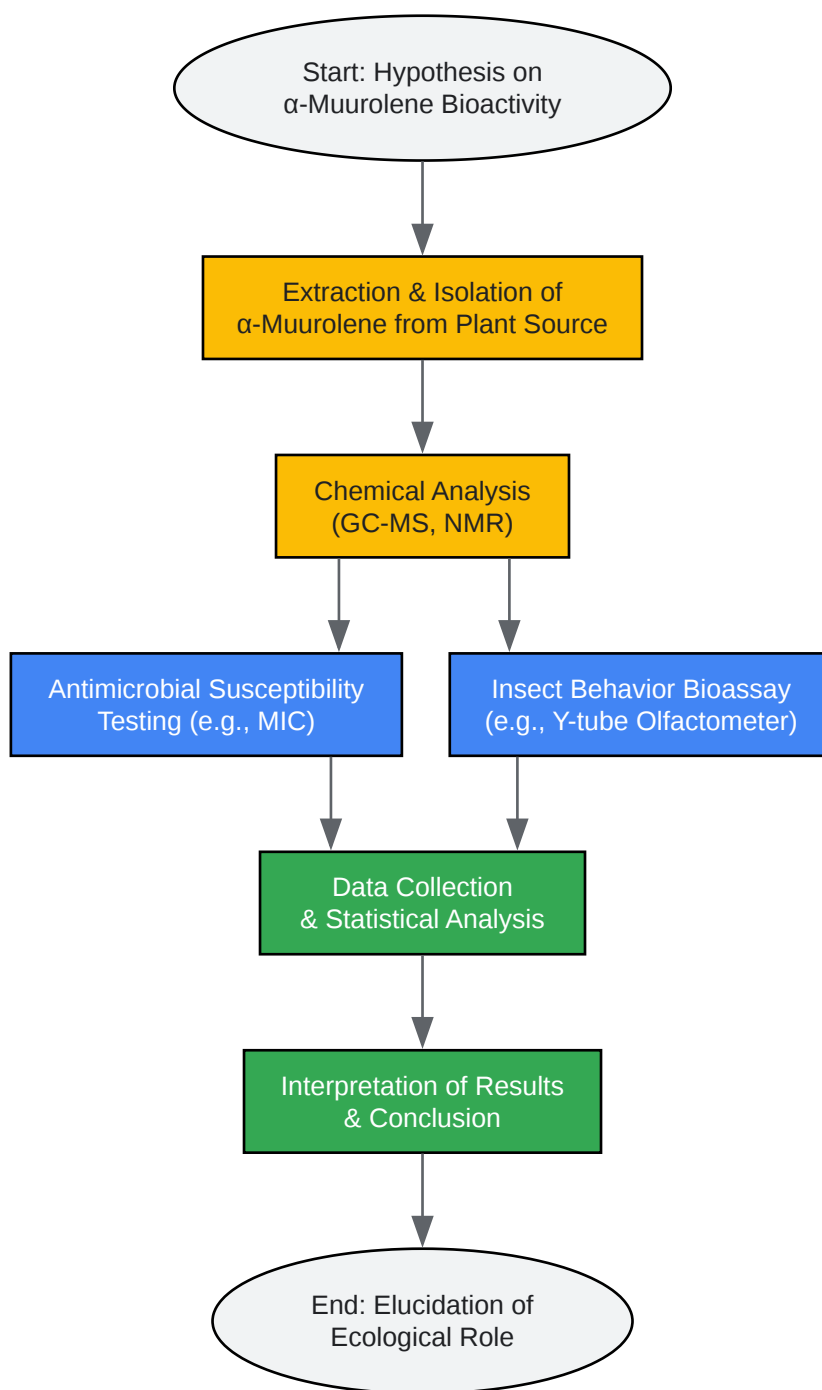 Start: Hypothesis on
α-Muurolene Bioactivity
Extraction & Isolation of
α-Muurolene from Plant Source
Chemical Analysis
(GC-MS, NMR)
Antimicrobial Susceptibility
Testing (e.g., MIC)
Insect Behavior Bioassay
(e.g., Y-tube Olfactometer)
Data Collection
& Statistical Analysis
Interpretation of Results
& Conclusion
End: Elucidation of
Ecological Role